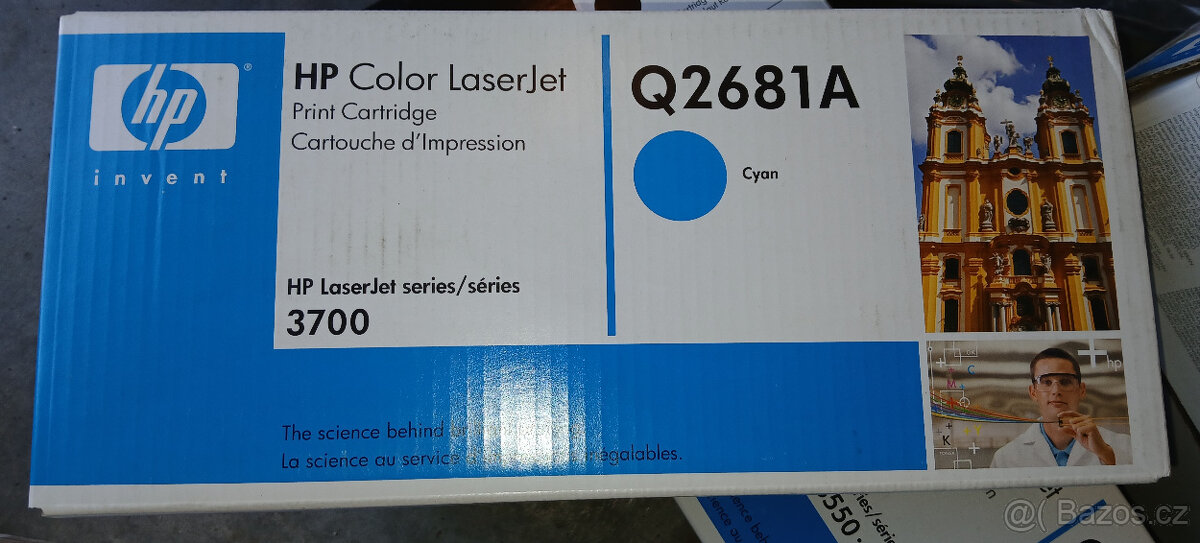 hp
®
invent
HP Color LaserJet
Print Cartridge
Cartouche d'Impression
HP LaserJet series/séries
3700
Q2681A
Cyan
The science behind
La science au service
égalables.
C
M
Y
K
hp
3550
@( Bazos.cz